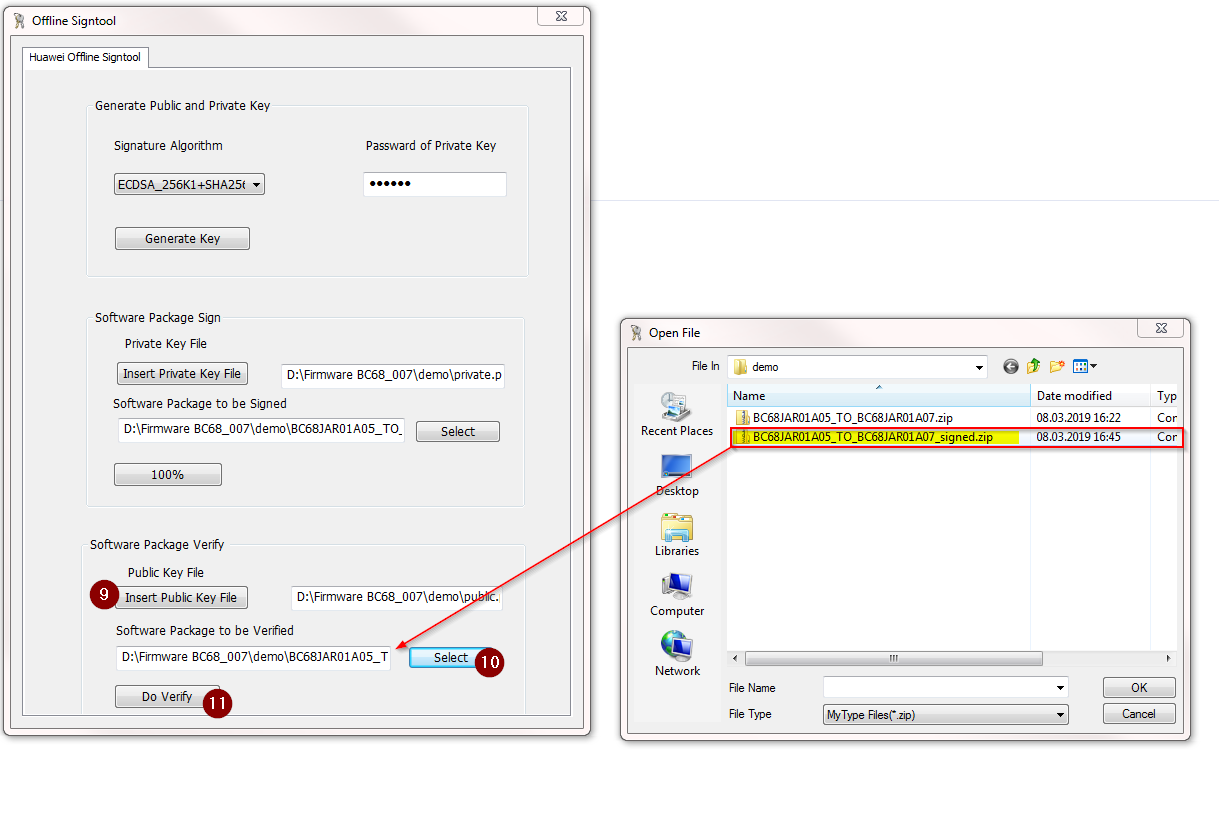 Offline Signtool
Huawei Offline Signtool
Generate Public and Private Key
Signature Algorithm
Passward of Private Key
ECDSA_256K1+SHA256
••••••
Generate Key
Software Package Sign
Private Key File
Insert Private Key File
D:\Firmware BC68_007\demo\private.p
Software Package to be Signed
D:\Firmware BC68_007\demo\BC68JAR01A05_TO_
Select
100%
Software Package Verify
Public Key File
9
Insert Public Key File
D:\Firmware BC68_007\demo\public.
Software Package to be Verified
D:\Firmware BC68_007\demo\BC68JAR01A05_T
Select
10
Do Verify
11
Open File
File In
demo
Name
Date modified
Typ
BC68JAR01A05_TO_BC68JAR01A07.zip
08.03.2019 16:22
Cor
BC68JAR01A05_TO_BC68JAR01A07_signed.zip
08.03.2019 16:45
Cor
Recent Places
Desktop
Libraries
Computer
Network
File Name
OK
File Type
MyType Files(*.zip)
Cancel